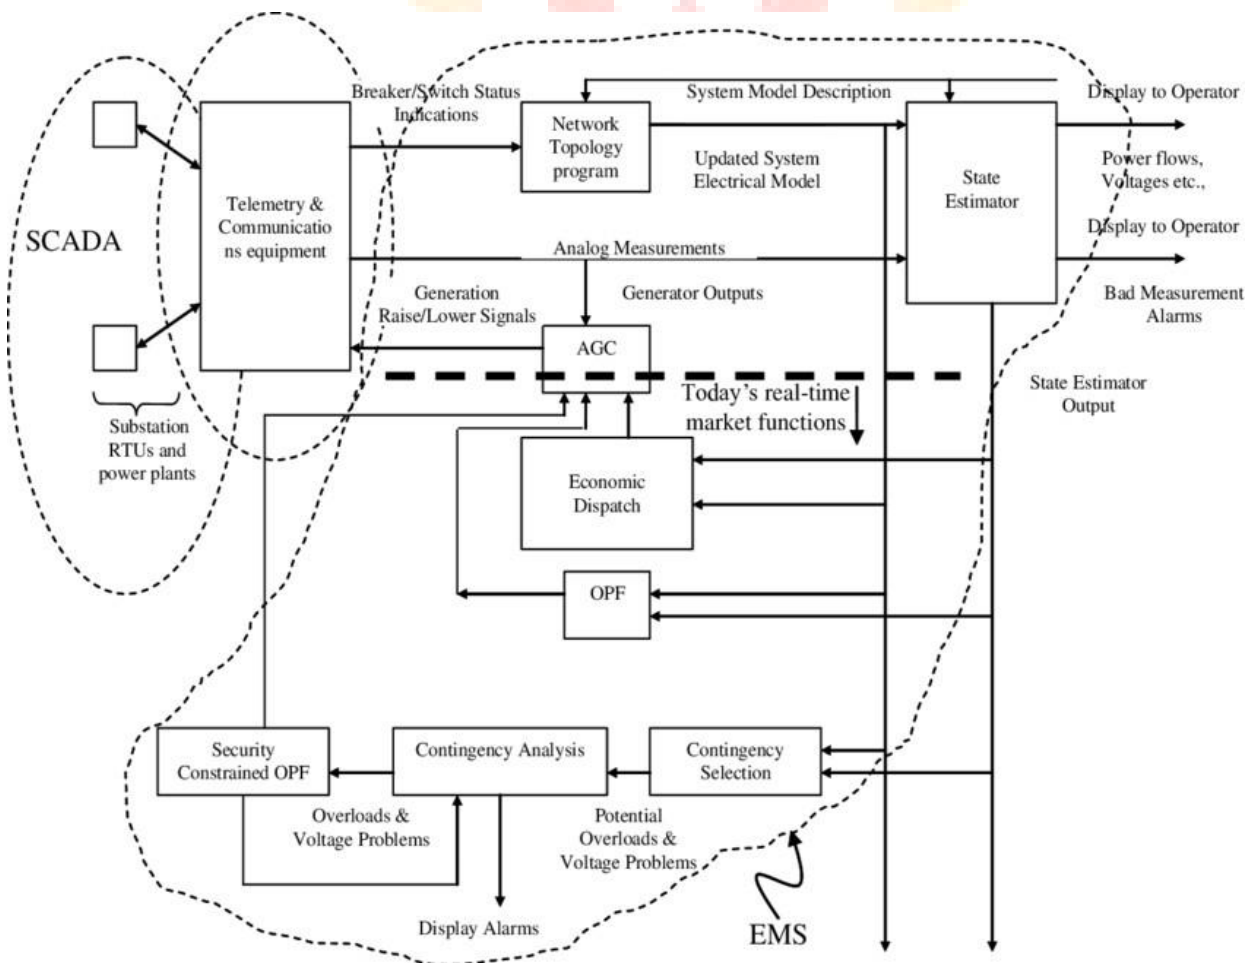 Breaker/Switch Status
Indications
System Model Description
Display to Operator
Network
Topology
program
Updated System
Electrical Model
State
Estimator
Power flows,
Voltages etc.,
Telemetry &
Communicatio
ns equipment
SCADA
Display to Operator
Analog Measurements
Generation
Raise/Lower Signals
Generator Outputs
Bad Measurement
Alarms
AGC
Today's real-time
market functions
State Estimator
Output
Substation
RTUs and
power plants
Economic
Dispatch
OPF
Security
Constrained OPF
Contingency Analysis
Contingency
Selection
Overloads &
Voltage Problems
Potential
Overloads &
Voltage Problems
Display Alarms
EMS